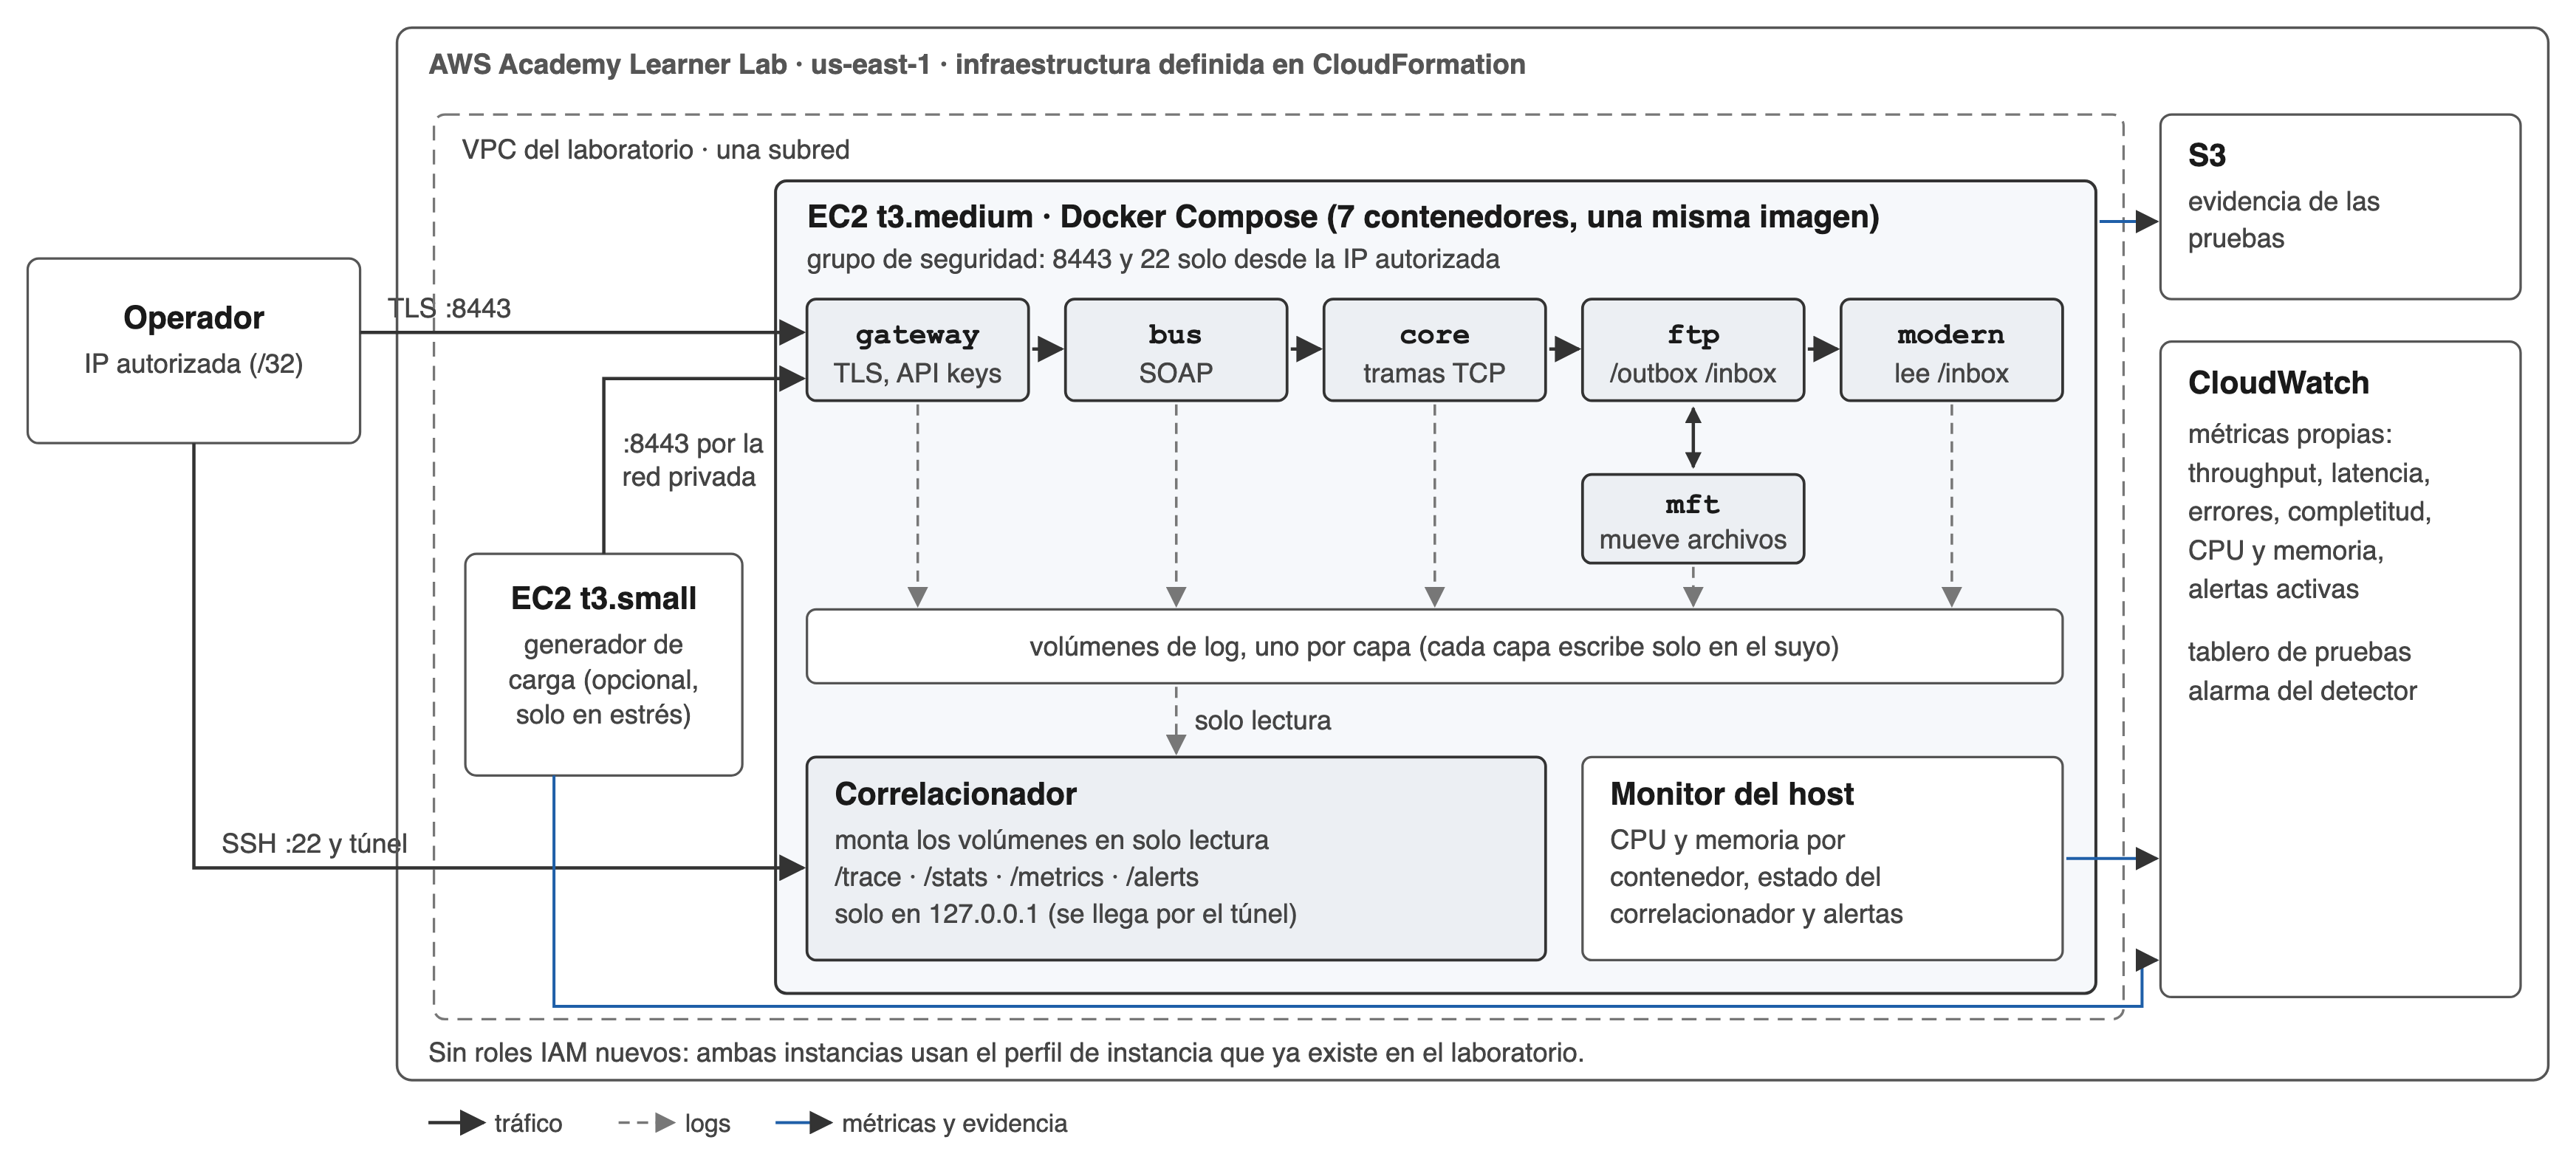 AWS Academy Learner Lab · us-east-1 · infraestructura definida en CloudFormation
VPC del laboratorio · una subred
S3
evidencia de las
pruebas
EC2 t3.medium · Docker Compose (7 contenedores, una misma imagen)
grupo de seguridad: 8443 y 22 solo desde la IP autorizada
Operador
IP autorizada (/32)
TLS :8443
gateway
TLS, API keys
bus
SOAP
core
tramas TCP
ftp
/outbox /inbox
modern
lee /inbox
:8443 por la
red privada
mft
mueve archivos
CloudWatch
métricas propias:
throughput, latencia,
errores, completitud,
CPU y memoria,
alertas activas
tablero de pruebas
alarma del detector
EC2 t3.small
generador de
carga (opcional,
solo en estrés)
volúmenes de log, uno por capa (cada capa escribe solo en el suyo)
solo lectura
SSH :22 y túnel
Correlacionador
monta los volúmenes en solo lectura
/trace · /stats · /metrics · /alerts
solo en 127.0.0.1 (se llega por el túnel)
Monitor del host
CPU y memoria por
contenedor, estado del
correlacionador y alertas
Sin roles IAM nuevos: ambas instancias usan el perfil de instancia que ya existe en el laboratorio.
tráfico
logs
métricas y evidencia